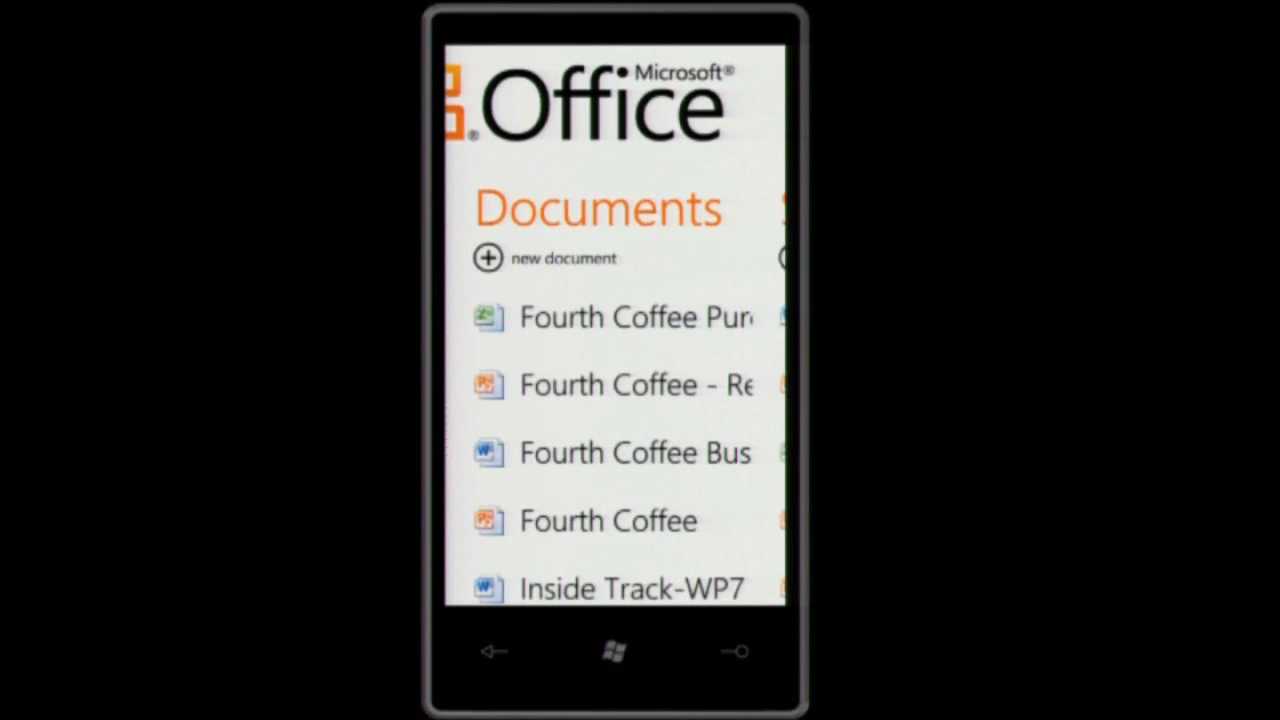 Microsoft®
Office
®
Documents
new document
Fourth Coffee Pur
Fourth Coffee - Re
Fourth Coffee Bus
Fourth Coffee
Inside Track-WP7